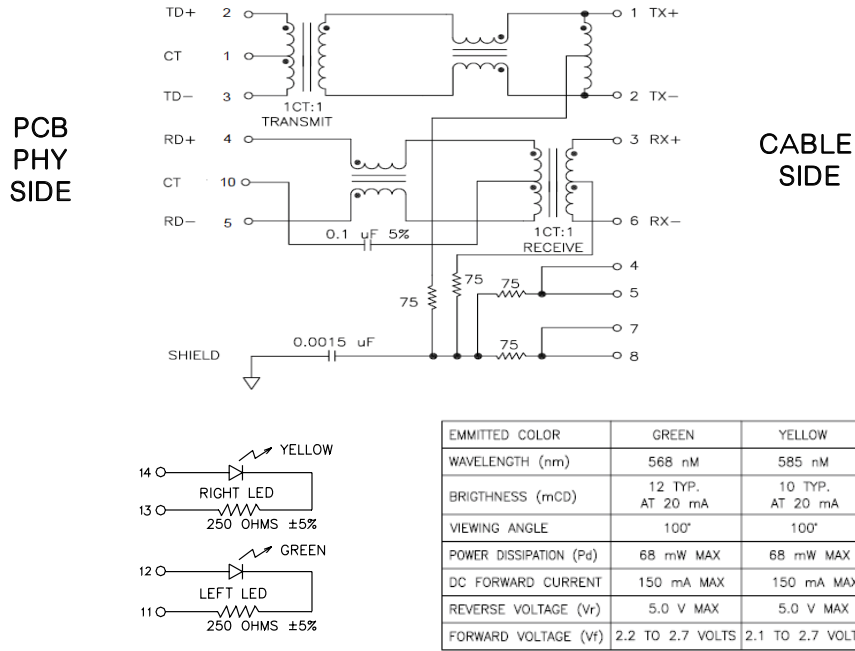 TD+ 2
1 TX+
CT 1
TD− 3
2 TX−
1CT:1
TRANSMIT
PCB
PHY
SIDE
CABLE
SIDE
RD+ 4
3 RX+
CT 10
RD− 5
6 RX−
0.1 uF 5%
1CT:1
RECEIVE
4
75
75
75
5
7
0.0015 uF
75
SHIELD
8
YELLOW
14
RIGHT LED
13
250 OHMS ±5%
GREEN
12
LEFT LED
11
250 OHMS ±5%
EMMITED COLOR GREEN YELLOW
WAVELENGTH (nm) 568 nM 585 nM
BRIGTHNESS (mCD) 12 TYP. AT 20 mA 10 TYP. AT 20 mA
VIEWING ANGLE 100° 100°
POWER DISSIPATION (Pd) 68 mW MAX 68 mW MAX
DC FORWARD CURRENT 150 mA MAX 150 mA MAX
REVERSE VOLTAGE (Vr) 5.0 V MAX 5.0 V MAX
FORWARD VOLTAGE (Vf) 2.2 TO 2.7 VOLTS 2.1 TO 2.7 VOLT